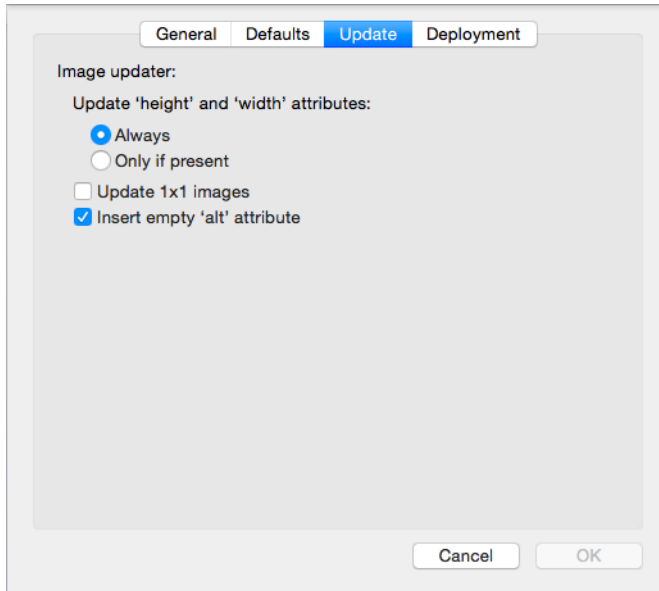 General Defaults Update Deployment
Image updater:
Update ‘height’ and ‘width’ attributes:
Always
Only if present
Update 1x1 images
Insert empty ‘alt’ attribute
Cancel OK